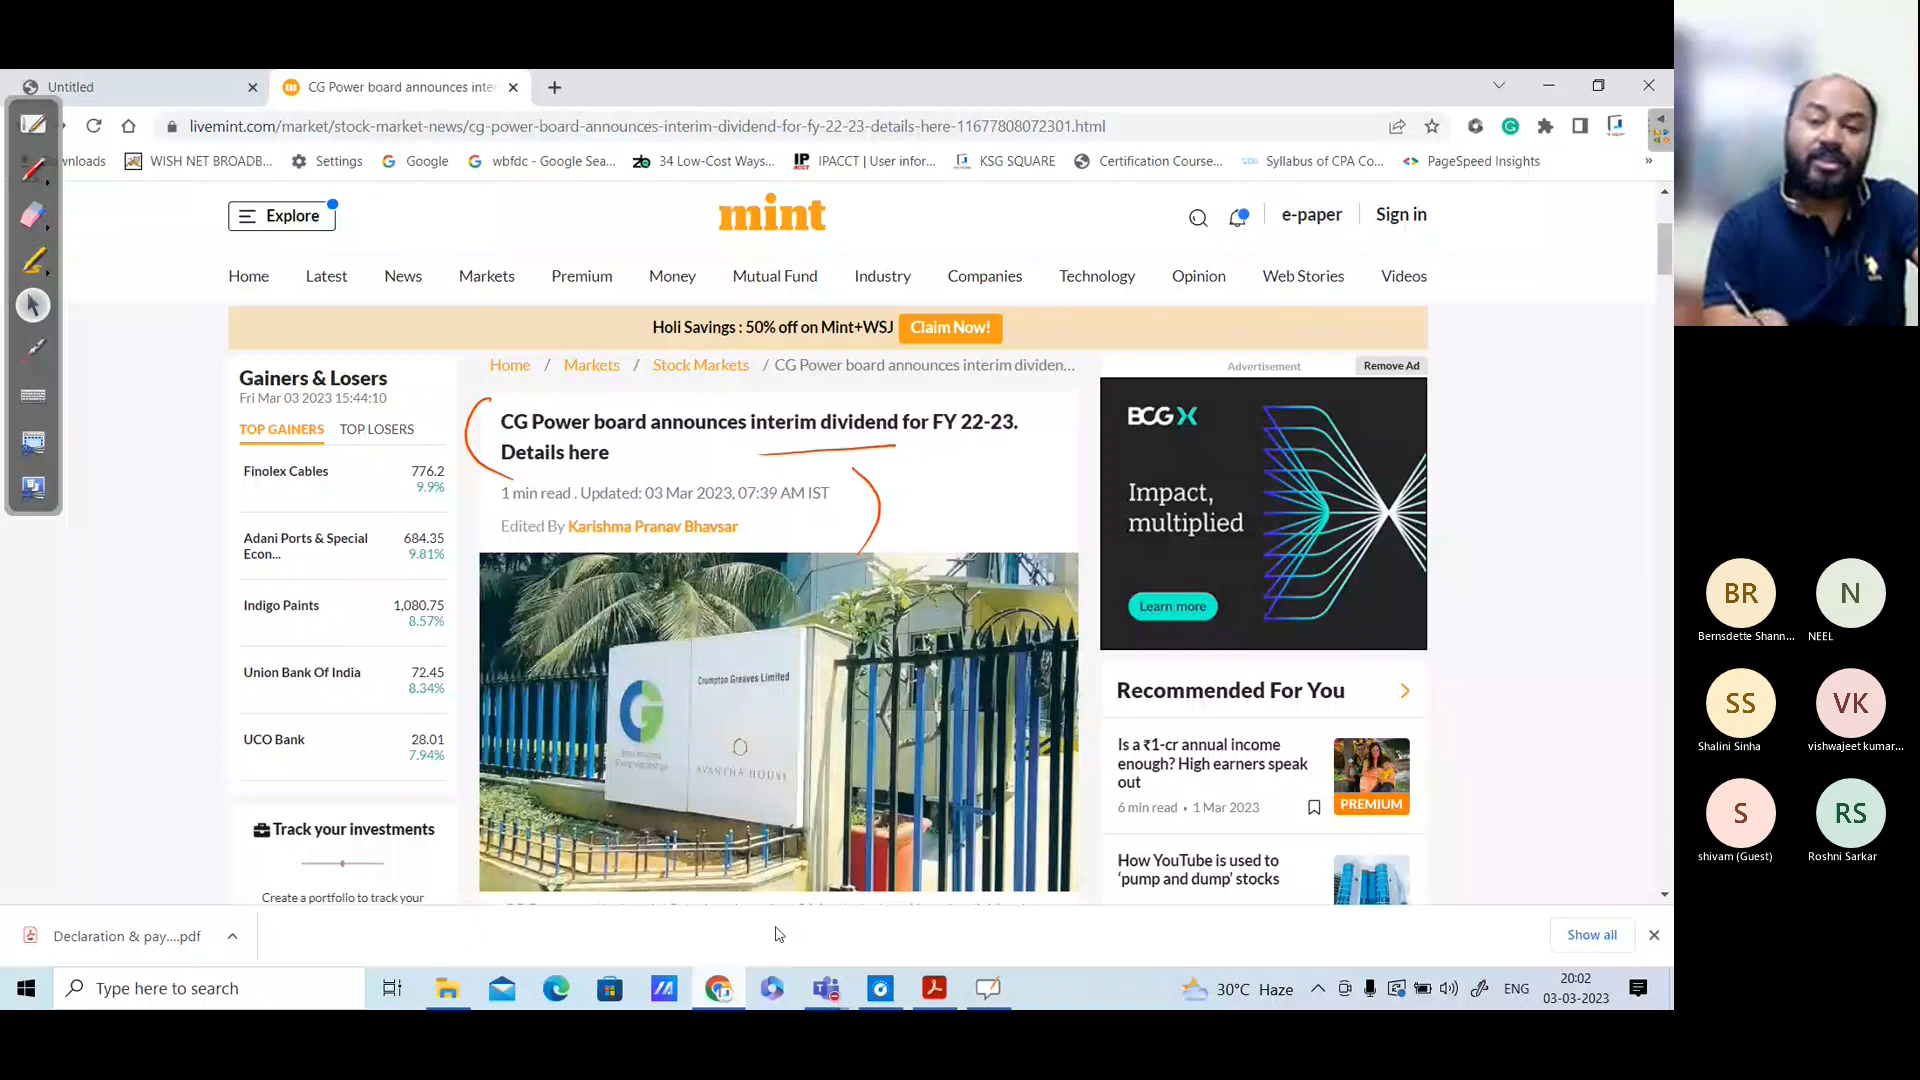 Untitled
CG Power board announces inte
livemint.com/market/stock-market-news/cg-power-board-announces-interim-dividend-for-fy-22-23-details-here-11677808072301.html
ownloads
WISH NET BROADB...
Settings
Google
wbfdc - Google Sea...
34 Low-Cost Ways...
IPACCT | User infor...
KSG SQUARE
Certification Course...
Syllabus of CPA Co...
PageSpeed Insights
»
Explore
mint
e-paper
Sign in
Home Latest News Markets Premium Money Mutual Fund Industry Companies Technology Opinion Web Stories Videos
Holi Savings : 50% off on Mint+WSJ Claim Now!
Gainers & Losers
Fri Mar 03 2023 15:44:10
TOP GAINERS TOP LOSERS
Finolex Cables 776.2
9.9%
Adani Ports & Special 684.35
Econ... 9.81%
Indigo Paints 1,080.75
8.57%
Union Bank Of India 72.45
8.34%
UCO Bank 28.01
7.94%
Track your investments
Create a portfolio to track your
Home / Markets / Stock Markets / CG Power board announces interim dividen...
CG Power board announces interim dividend for FY 22-23.
Details here
1 min read . Updated: 03 Mar 2023, 07:39 AM IST
Edited By Karishma Pranav Bhavsar
Crompton Greaves Limited
AVANTHA HOUSE
Advertisement
Remove Ad
BCG X
Impact,
multiplied
Learn more
Recommended For You
Is a ₹1-cr annual income
enough? High earners speak
out
6 min read • 1 Mar 2023
PREMIUM
How YouTube is used to
‘pump and dump’ stocks
Declaration & pay....pdf
Show all
Type here to search
30°C Haze
ENG
20:02
03-03-2023
BR
Bernsdette Shann...
N
NEEL
SS
Shalini Sinha
VK
vishwajeet kumar...
S
shivam (Guest)
RS
Roshni Sarkar